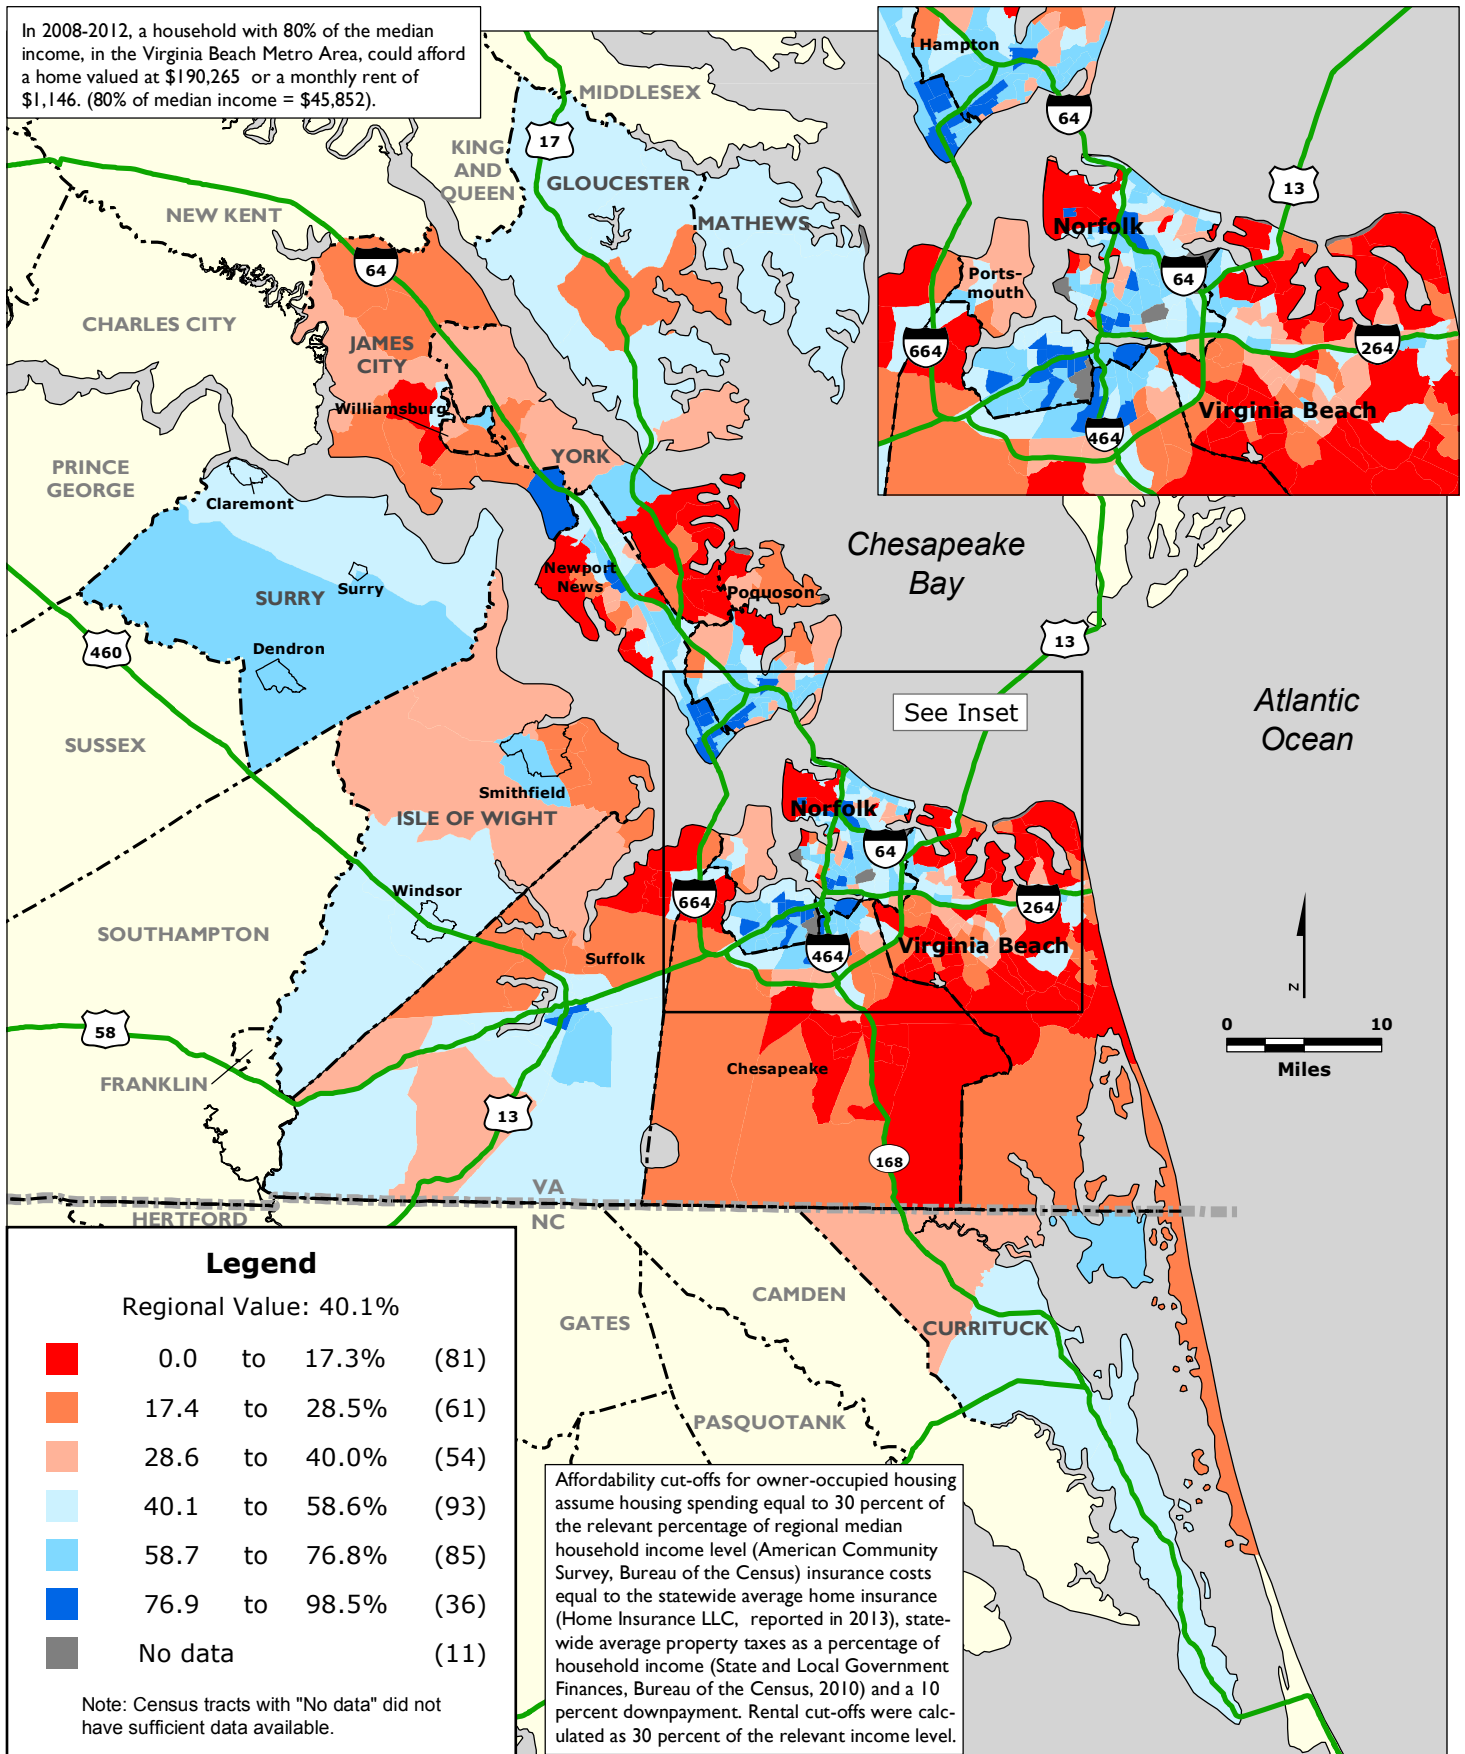 In 2008-2012, a household with 80% of the median
income, in the Virginia Beach Metro Area, could afford
a home valued at $190,265 or a monthly rent of
$1,146. (80% of median income = $45,852).
MIDDLESEX
KING
AND
QUEEN
17
GLOUCESTER
MATHEWS
NEW KENT
64
CHARLES CITY
JAMES
CITY
Williamsburg
YORK
PRINCE
GEORGE
Claremont
SURRY
Surry
Dendron
460
Newport
News
Poquoson
Chesapeake
Bay
13
Atlantic
Ocean
See Inset
SUSSEX
Smithfield
ISLE OF WIGHT
Norfolk
64
Windsor
664
264
SOUTHAMPTON
Suffolk
464
Virginia Beach
58
FRANKLIN
Chesapeake
13
168
N
0 10
Miles
VA
NC
HERTFORD
GATES
CAMDEN
CURRITUCK
PASQUOTANK
Hampton
64
13
Norfolk
64
Ports-
mouth
664
264
Virginia Beach
464
Legend
Regional Value: 40.1%
0.0 to 17.3% (81)
17.4 to 28.5% (61)
28.6 to 40.0% (54)
40.1 to 58.6% (93)
58.7 to 76.8% (85)
76.9 to 98.5% (36)
No data (11)
Note: Census tracts with "No data" did not
have sufficient data available.
Affordability cut-offs for owner-occupied housing
assume housing spending equal to 30 percent of
the relevant percentage of regional median
household income level (American Community
Survey, Bureau of the Census) insurance costs
equal to the statewide average home insurance
(Home Insurance LLC, reported in 2013), state-
wide average property taxes as a percentage of
household income (State and Local Government
Finances, Bureau of the Census, 2010) and a 10
percent downpayment. Rental cut-offs were calc-
ulated as 30 percent of the relevant income level.